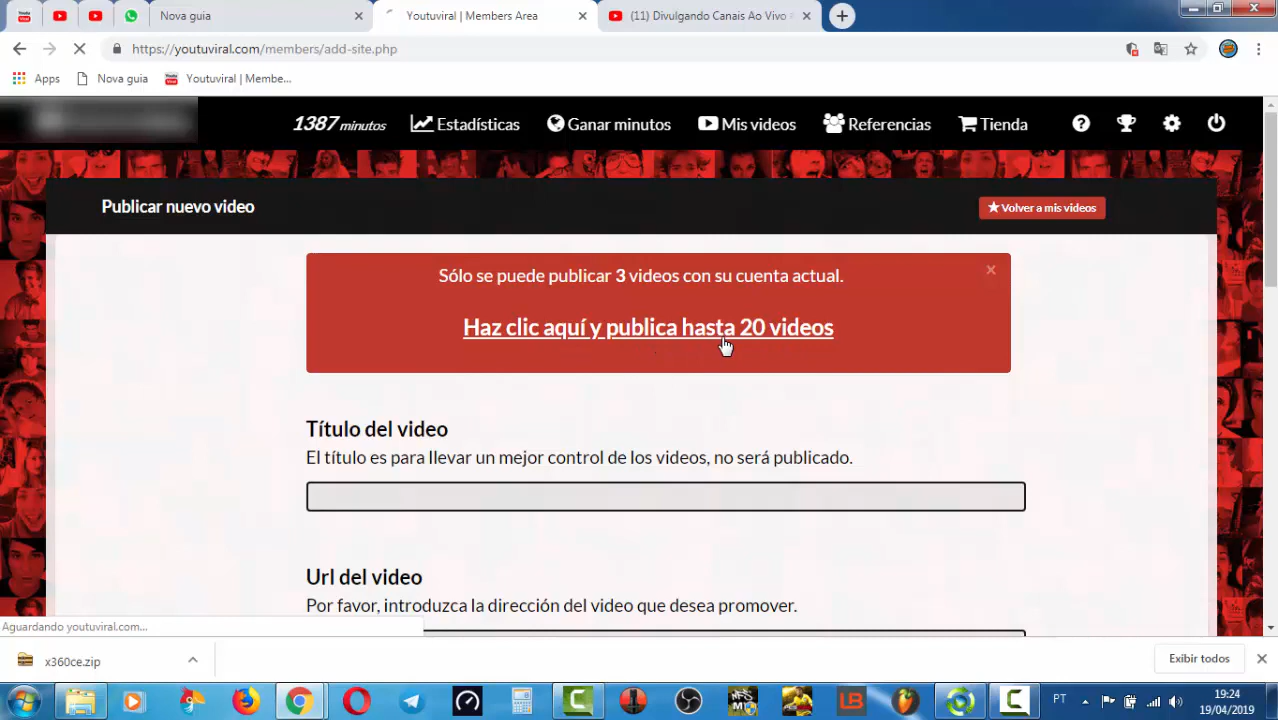 Nova guia
Youtuviral | Members Area
(11) Divulgando Canais Ao Vivo
https://youtuviral.com/members/add-site.php
Apps
Nova guia
Youtuviral | Membe...
1387 minutos
Estadísticas
Ganar minutos
Mis videos
Referencias
Tienda
Publicar nuevo video
Volver a mis videos
Sólo se puede publicar 3 videos con su cuenta actual.
Haz clic aquí y publica hasta 20 videos
Título del video
El título es para llevar un mejor control de los videos, no será publicado.
Url del video
Por favor, introduzca la dirección del video que desea promover.
Aguardando youtuviral.com...
x360ce.zip
Exibir todos
PT
19:24
19/04/2019